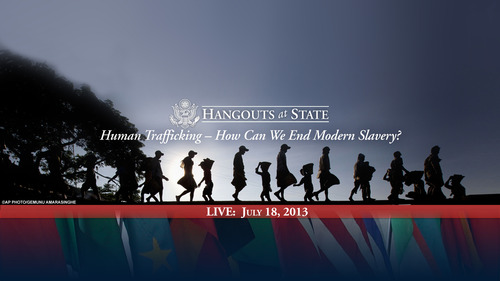 HANGOUTS at STATE
Human Trafficking – How Can We End Modern Slavery?
©AP PHOTO/GEMUNU AMARASINGHE
LIVE: JULY 18, 2013